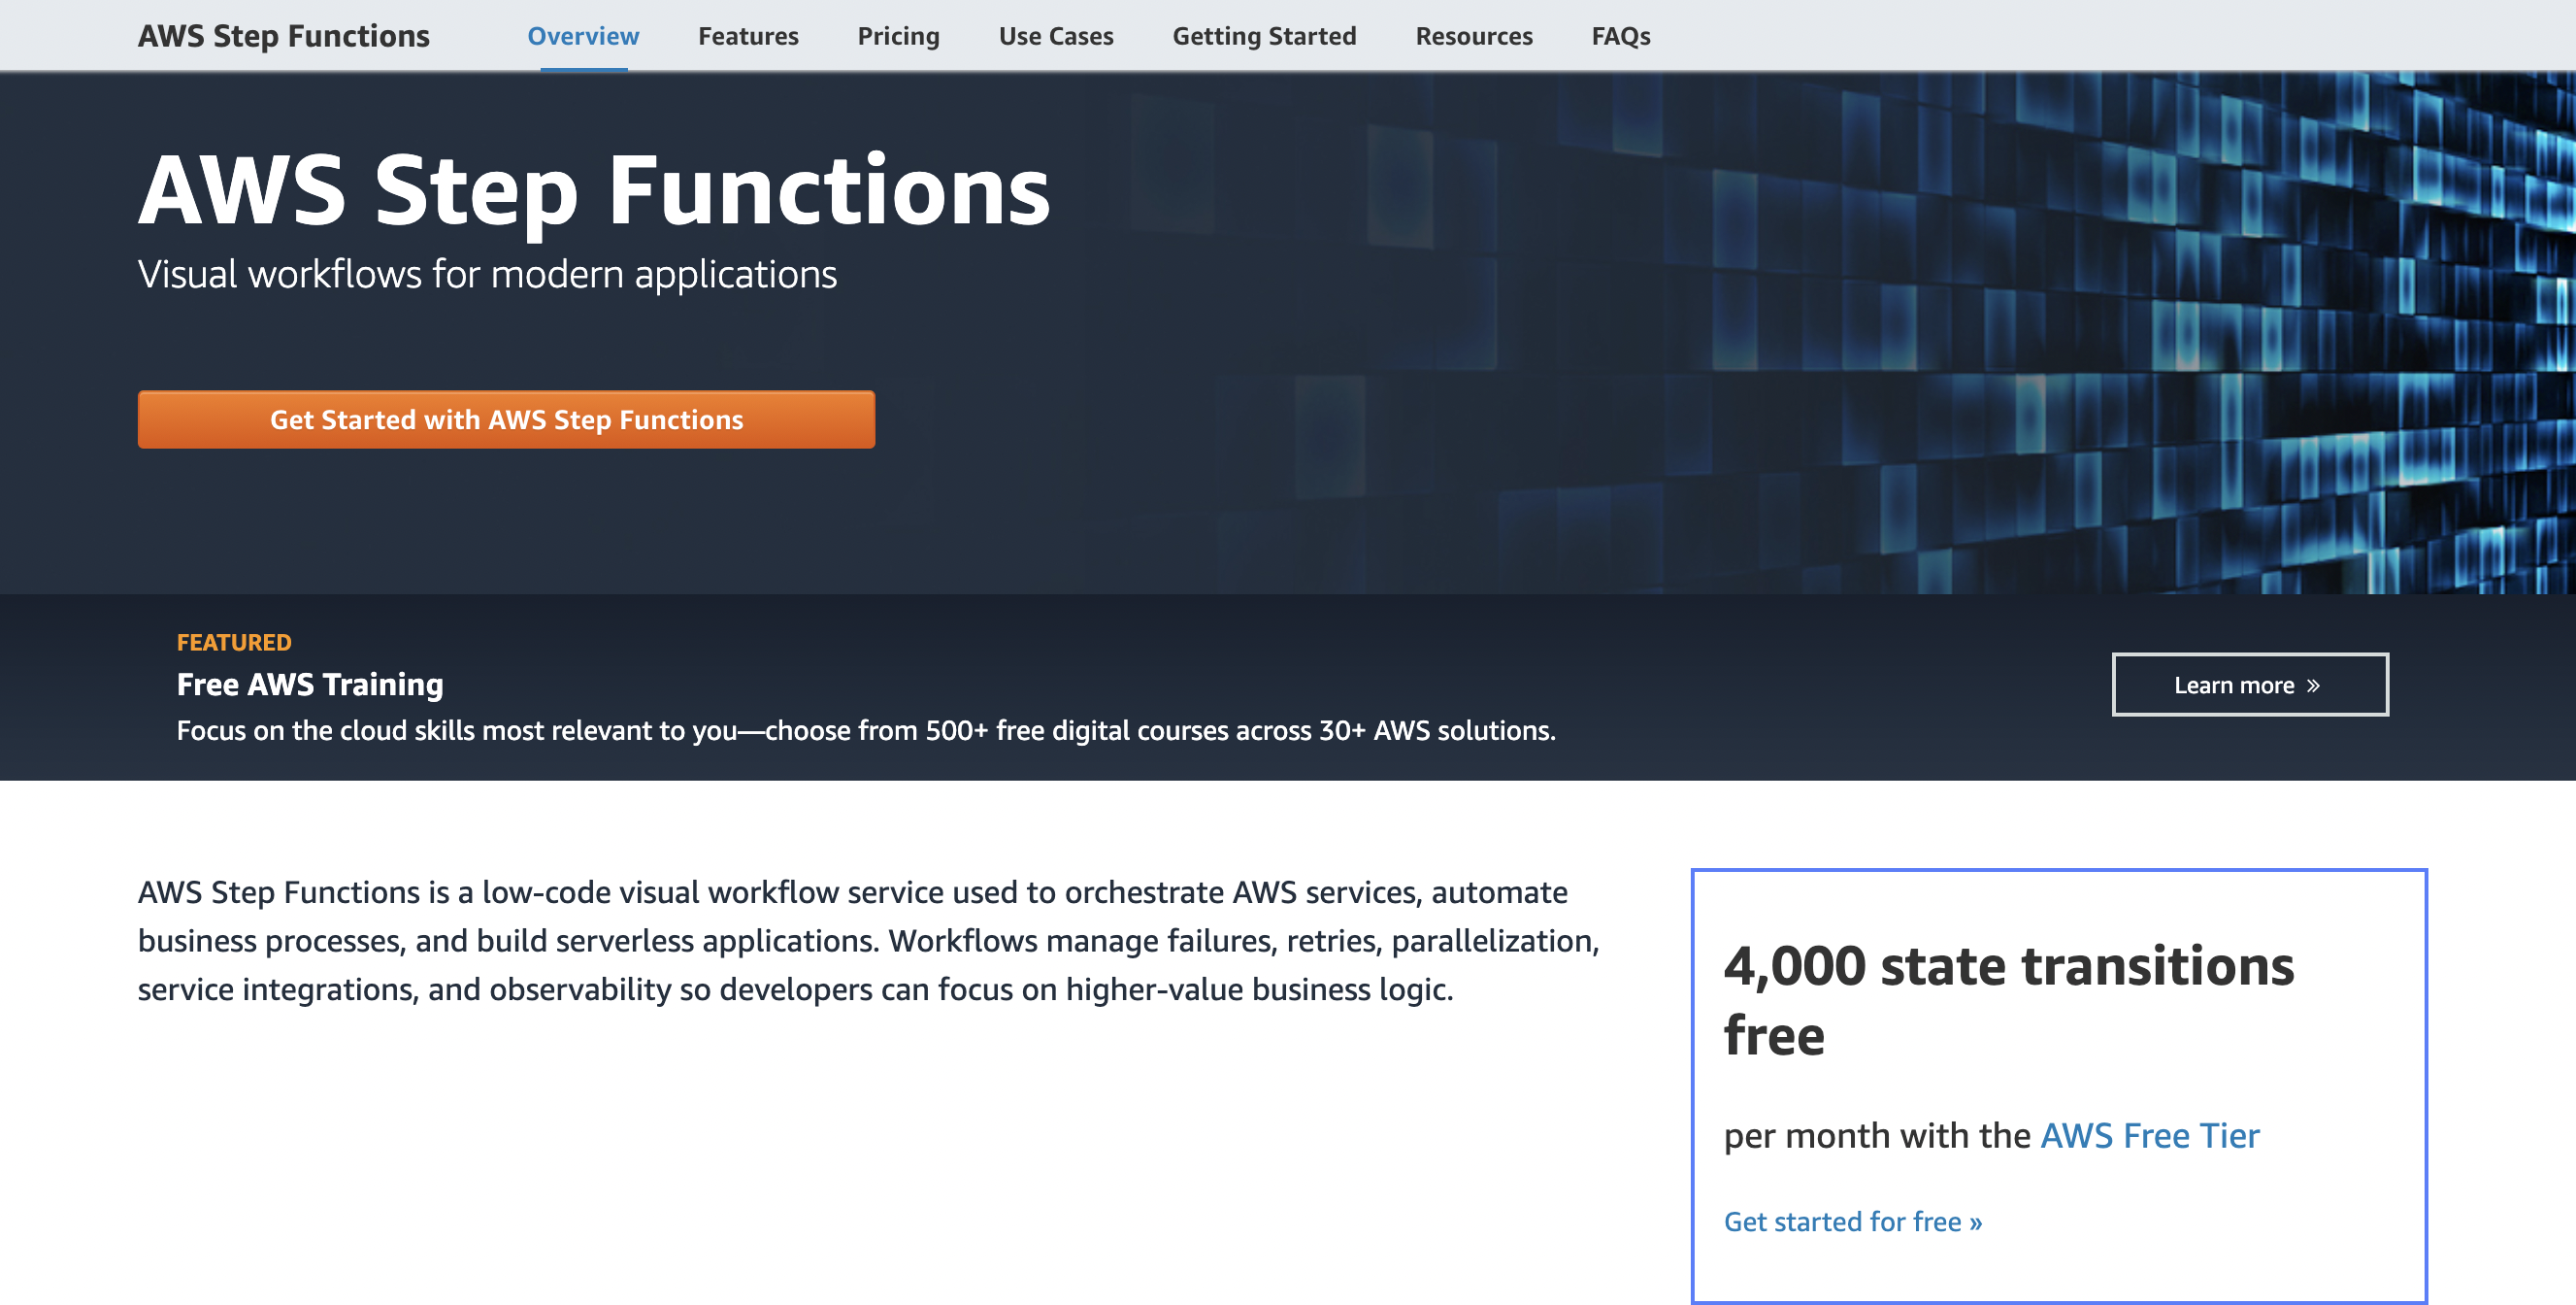 AWS Step Functions
Overview
Features
Pricing
Use Cases
Getting Started
Resources
FAQs
AWS Step Functions
Visual workflows for modern applications
Get Started with AWS Step Functions
FEATURED
Free AWS Training
Focus on the cloud skills most relevant to you—choose from 500+ free digital courses across 30+ AWS solutions.
Learn more »
AWS Step Functions is a low-code visual workflow service used to orchestrate AWS services, automate
business processes, and build serverless applications. Workflows manage failures, retries, parallelization,
service integrations, and observability so developers can focus on higher-value business logic.
4,000 state transitions
free
per month with the AWS Free Tier
Get started for free »